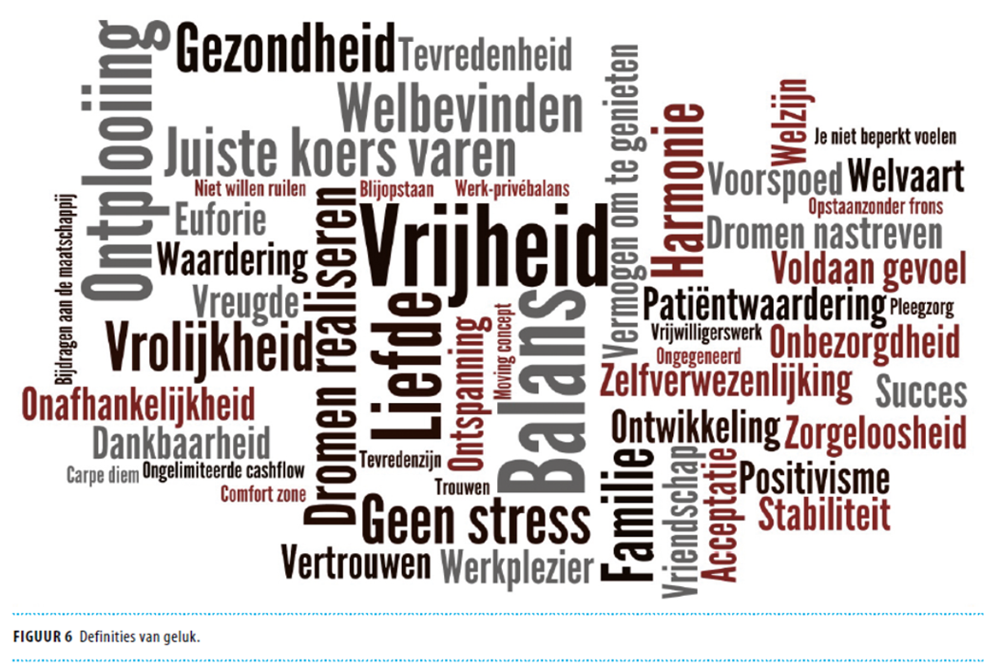 Ontplooiing
Gezondheid
Tevredenheid
Welbevinden
Juiste koers varen
Niet willen ruilen
Blijopstaan
Werk-privébalans
Bijdragen aan de maatschappij
Euforie
Waardering
Vreugde
Vrolijkheid
Dromen realiseren
Vrijheid
Liefde
Ontspanning
Moving concept
Balans
Onafhankelijkheid
Dankbaarheid
Carpe diem
Ongelimiteerde cashflow
Comfort zone
Tevredenzijn
Trouwen
Geen stress
Vertrouwen
Werkplezier
Vermogen om te genieten
Harmonie
Welzijn
Je niet beperkt voelen
Voorspoed
Welvaart
Opstaanzonder frons
Dromen nastreven
Voldaan gevoel
Patiëntwaardering
Pleegzorg
Vrijwilligerswerk
Onbezorgdheid
Ongegeneerd
Zelfverwezenlijking
Succes
Ontwikkeling
Zorgeloosheid
Familie
Vriendschap
Acceptatie
Positivisme
Stabiliteit
FIGUUR 6 Definities van geluk.